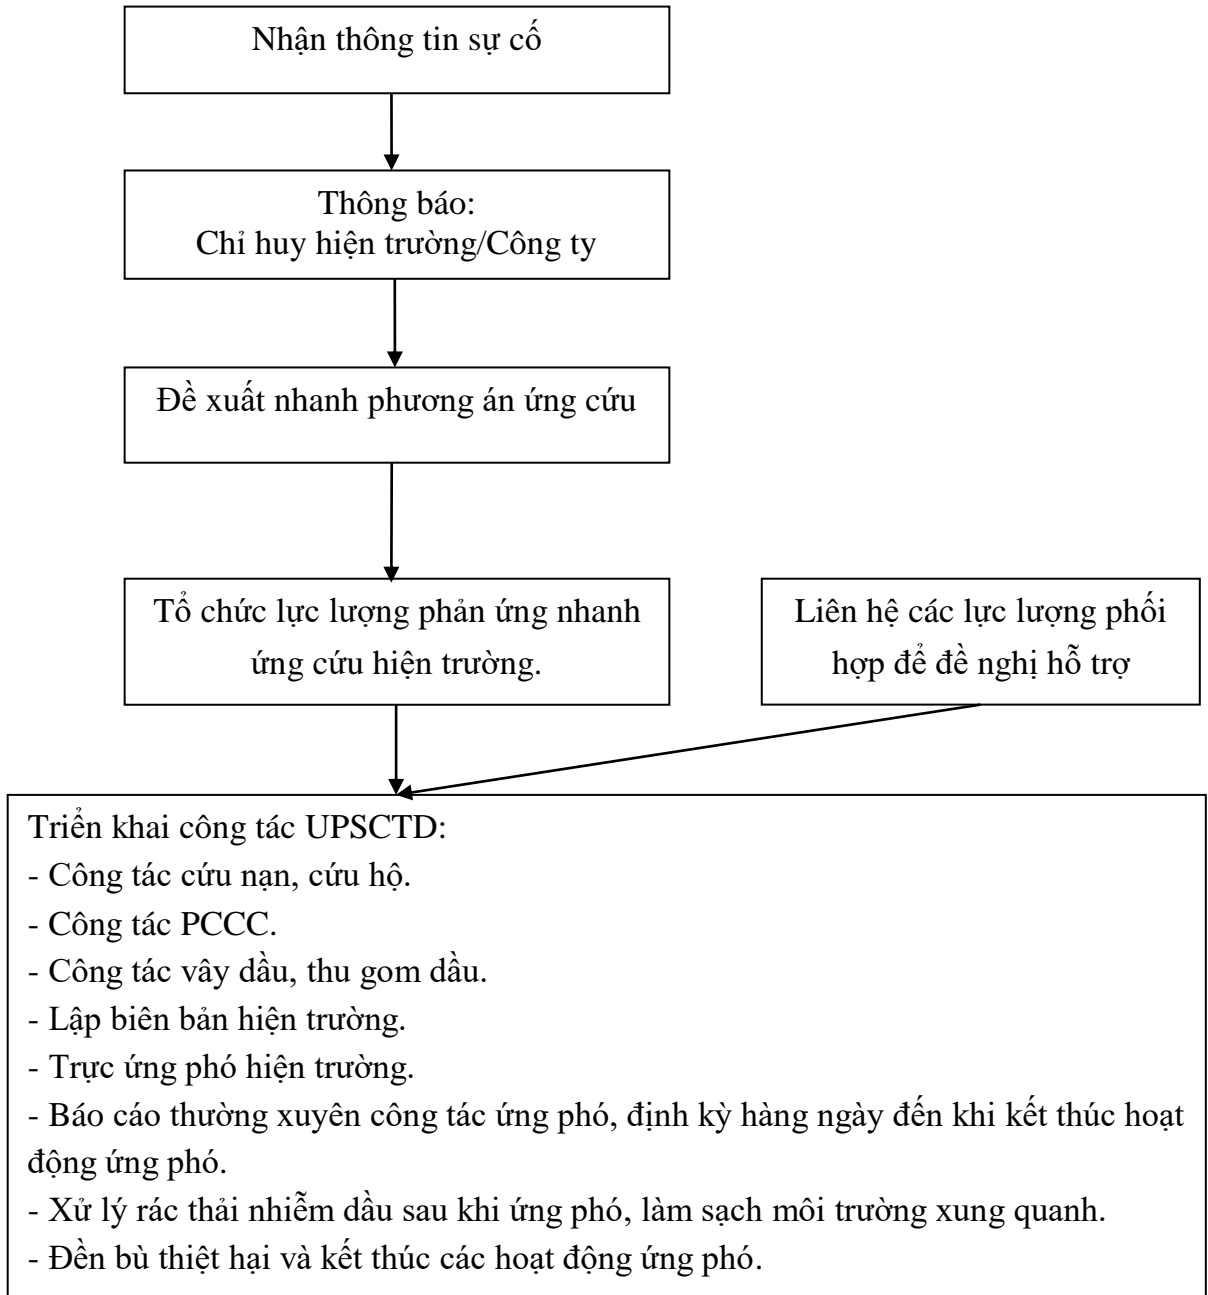 Nhận thông tin sự cố
Thông báo:
Chỉ huy hiện trường/Công ty
Đề xuất nhanh phương án ứng cứu
Tổ chức lực lượng phản ứng nhanh
ứng cứu hiện trường.
Liên hệ các lực lượng phối
hợp để đề nghị hỗ trợ
Triển khai công tác UPSCTD:
- Công tác cứu nạn, cứu hộ.
- Công tác PCCC.
- Công tác vây dầu, thu gom dầu.
- Lập biên bản hiện trường.
- Trực ứng phó hiện trường.
- Báo cáo thường xuyên công tác ứng phó, định kỳ hàng ngày đến khi kết thúc hoạt
động ứng phó.
- Xử lý rác thải nhiễm dầu sau khi ứng phó, làm sạch môi trường xung quanh.
- Đền bù thiệt hại và kết thúc các hoạt động ứng phó.